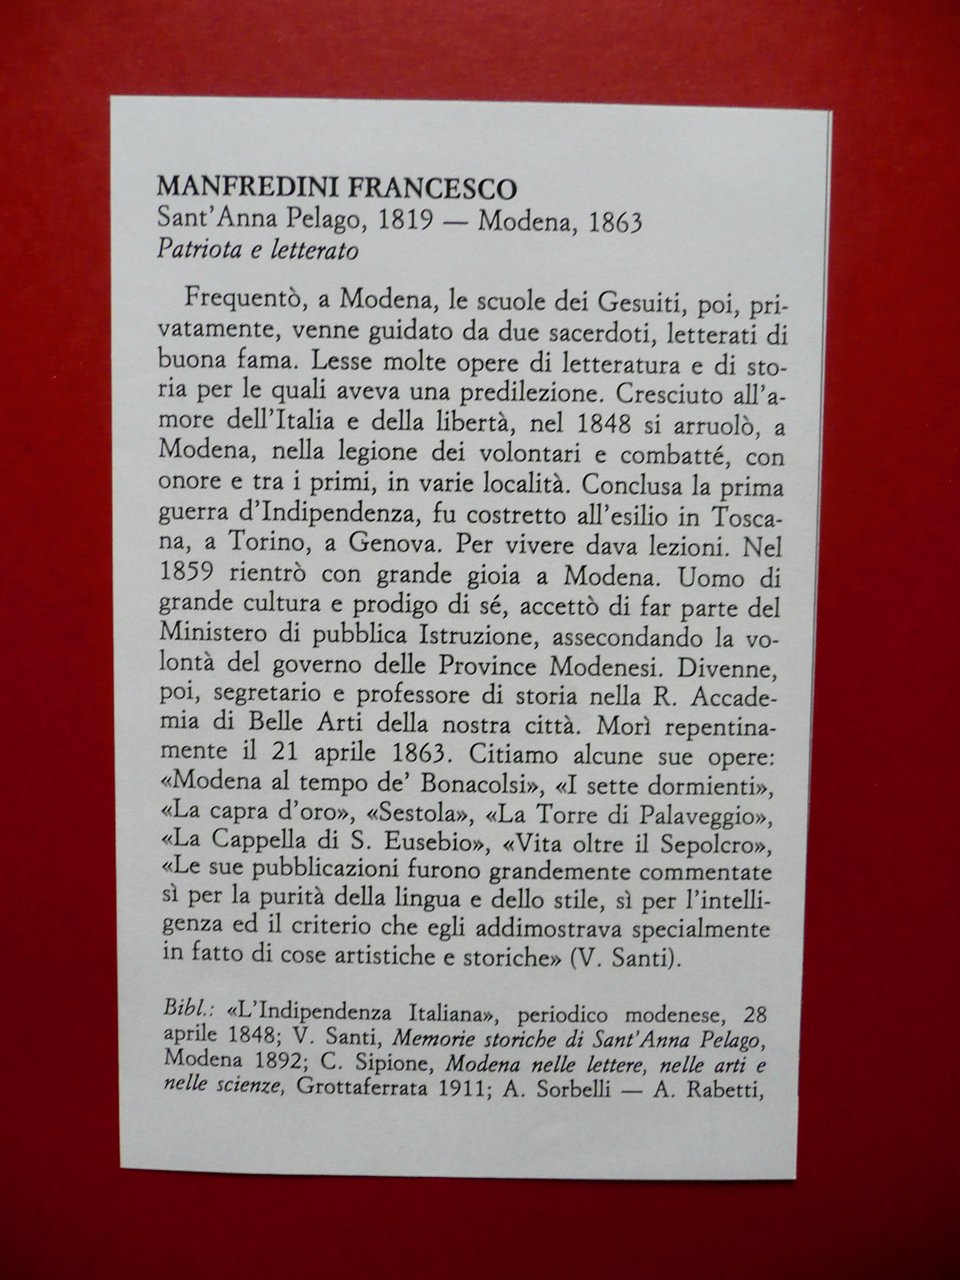 MANFREDINI FRANCESCO
Sant'Anna Pelago, 1819 — Modena, 1863
Patriota e letterato
Frequentò, a Modena, le scuole dei Gesuiti, poi, pri-
vatamente, venne guidato da due sacerdoti, letterati di
buona fama. Lesse molte opere di letteratura e di sto-
ria per le quali aveva una predilezione. Cresciuto all'a-
more dell'Italia e della libertà, nel 1848 si arruolò, a
Modena, nella legione dei volontari e combatté, con
onore e tra i primi, in varie località. Conclusa la prima
guerra d'Indipendenza, fu costretto all'esilio in Tosca-
na, a Torino, a Genova. Per vivere dava lezioni. Nel
1859 rientrò con grande gioia a Modena. Uomo di
grande cultura e prodigo di sé, accettò di far parte del
Ministero di pubblica Istruzione, assecondando la vo-
lontà del governo delle Province Modenesi. Divenne,
poi, segretario e professore di storia nella R. Accade-
mia di Belle Arti della nostra città. Morì repentina-
mente il 21 aprile 1863. Citiamo alcune sue opere:
«Modena al tempo de' Bonacolsi», «I sette dormienti»,
«La capra d'oro», «Sestola», «La Torre di Palaveggio»,
«La Cappella di S. Eusebio», «Vita oltre il Sepolcro»,
«Le sue pubblicazioni furono grandemente commentate
sì per la purità della lingua e dello stile, sì per l'intelli-
genza ed il criterio che egli addimostrava specialmente
in fatto di cose artistiche e storiche» (V. Santi).
Bibl.: «L'Indipendenza Italiana», periodico modenese, 28
aprile 1848; V. Santi, Memorie storiche di Sant'Anna Pelago,
Modena 1892; C. Sipione, Modena nelle lettere, nelle arti e
nelle scienze, Grottaferrata 1911; A. Sorbelli — A. Rabetti,